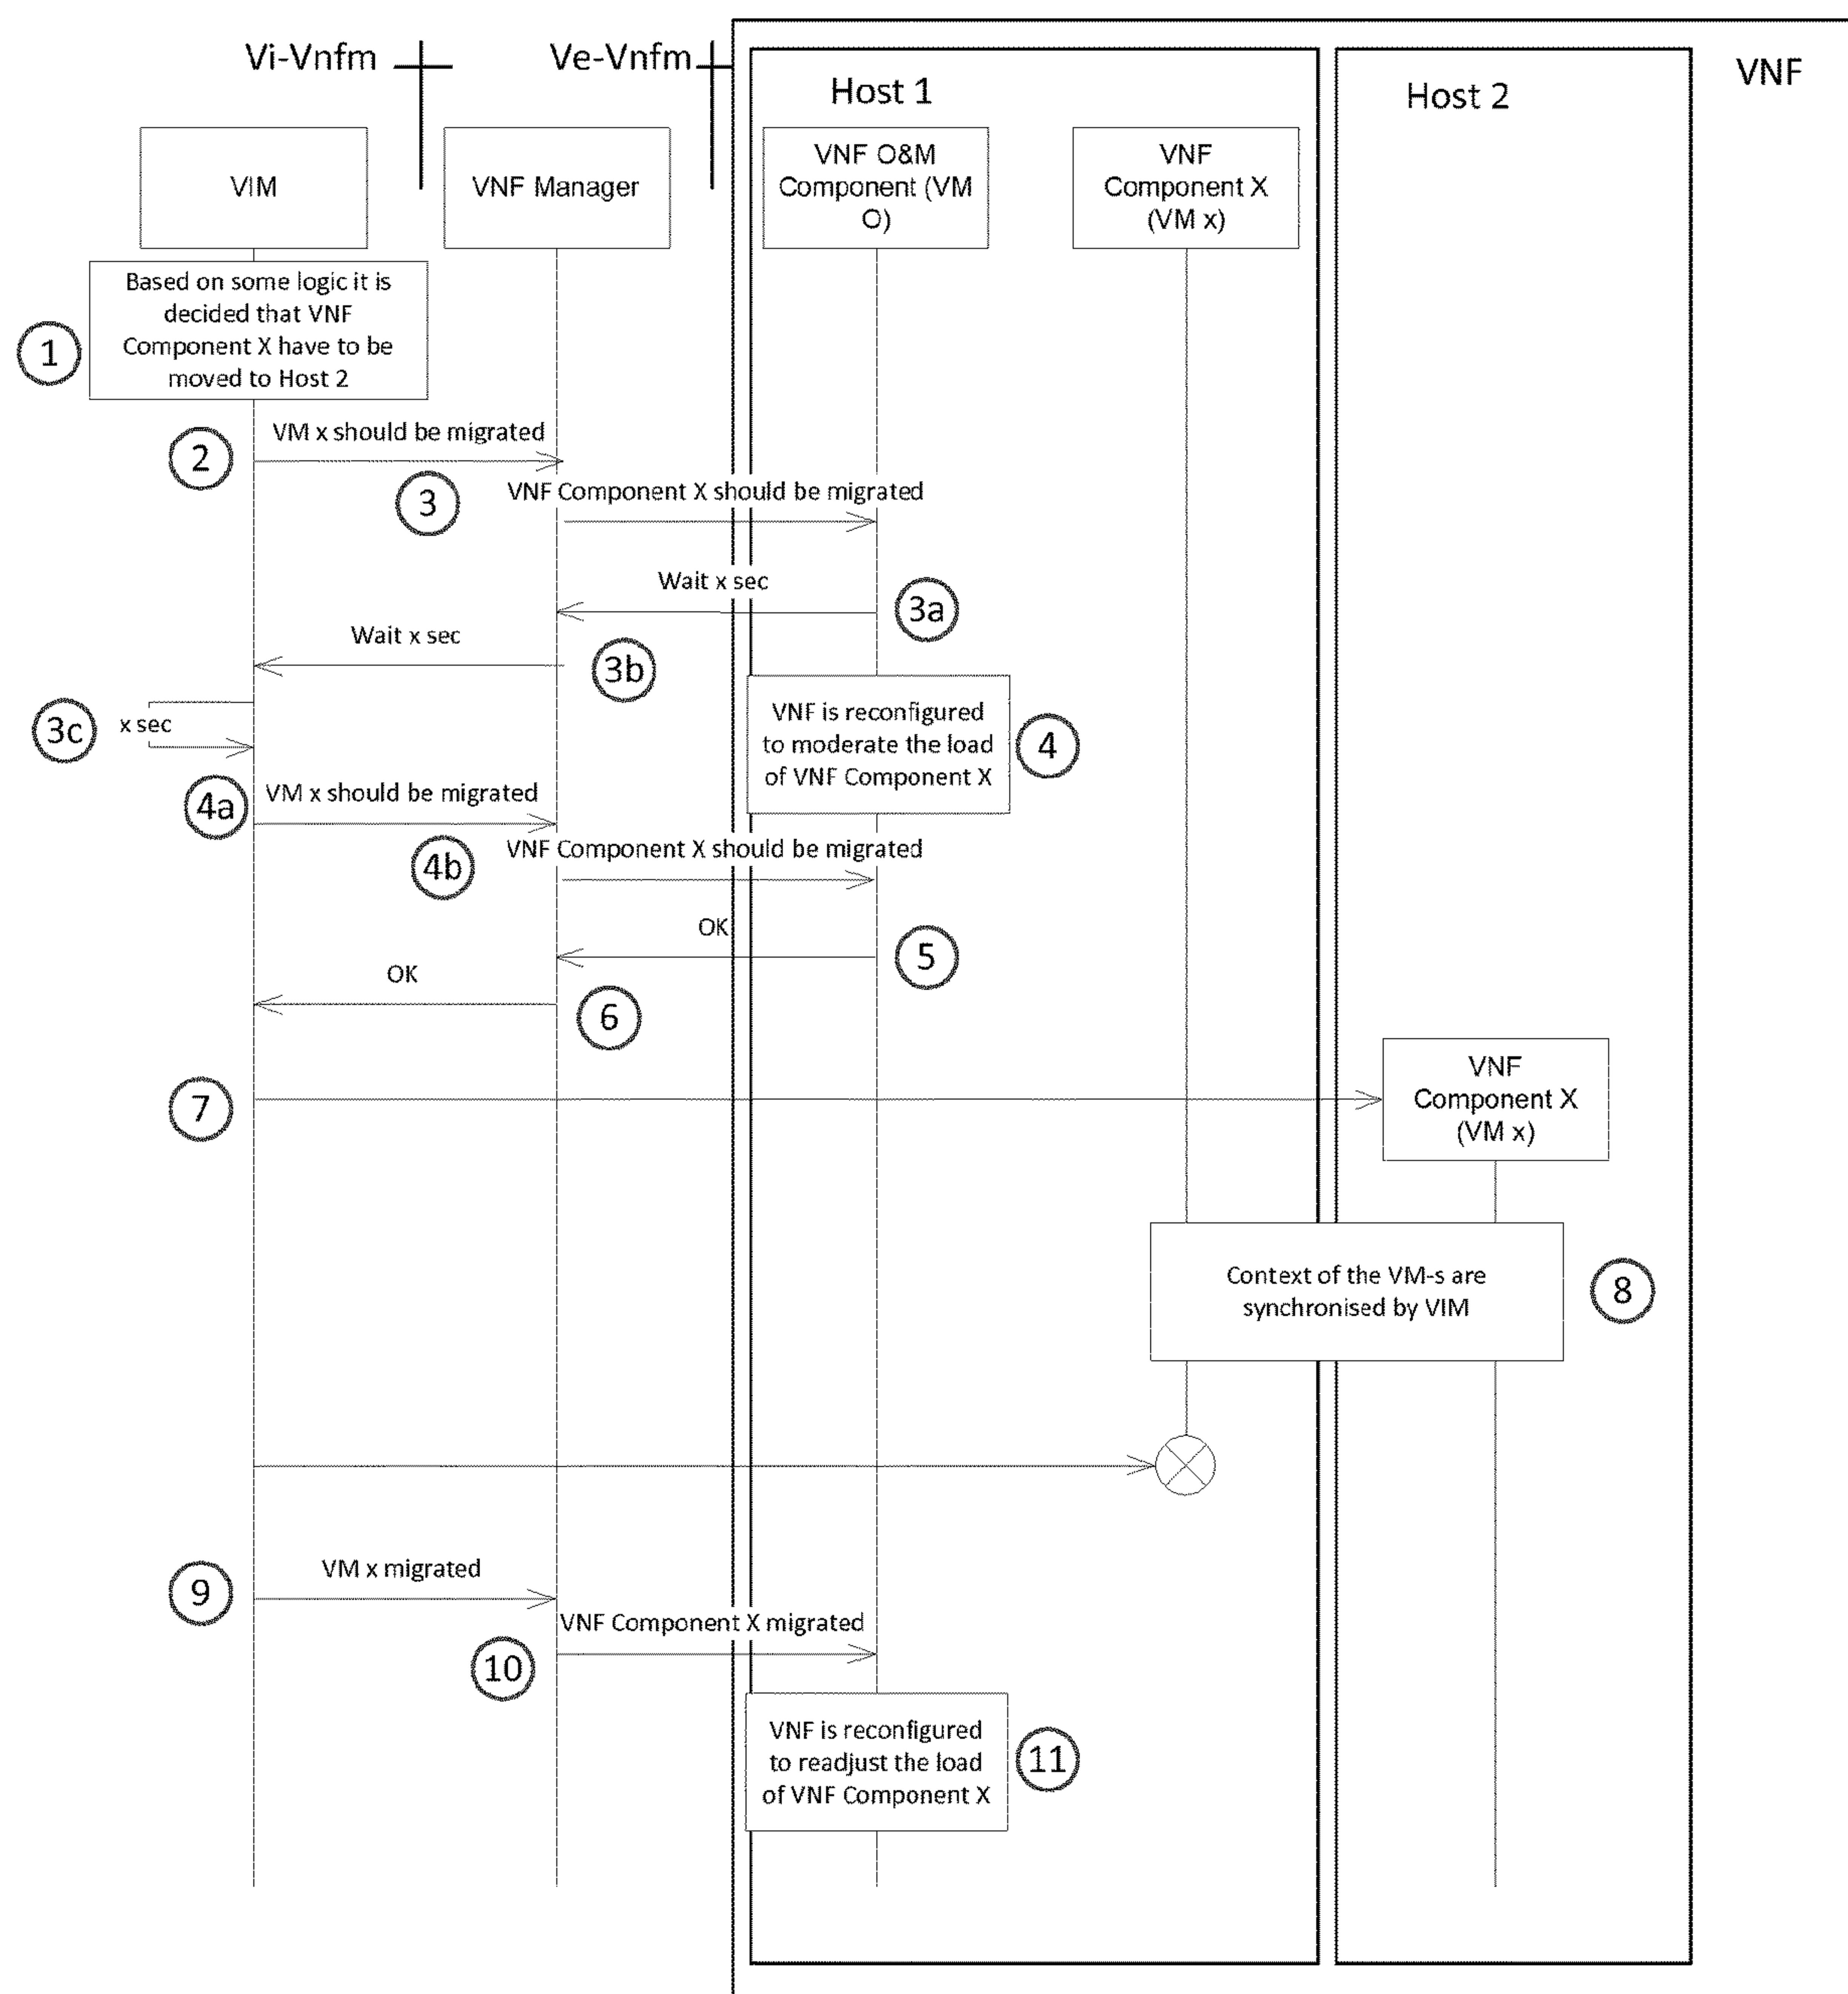 Vi-Vnfm
Ve-Vnfm
VNF
Host 1
Host 2
VIM
VNF Manager
VNF O&M
Component (VM
O)
VNF
Component X
(VM x)
Based on some logic it is
decided that VNF
Component X have to be
moved to Host 2
1
VM x should be migrated
2
3
VNF Component X should be migrated
Wait x sec
3a
Wait x sec
3b
3c
x sec
VNF is reconfigured
to moderate the load
of VNF Component X
4
4a
VM x should be migrated
4b
VNF Component X should be migrated
OK
5
OK
6
7
VNF
Component X
(VM x)
Context of the VM-s are
synchronised by VIM
8
9
VM x migrated
VNF Component X migrated
10
VNF is reconfigured
to readjust the load
of VNF Component X
11